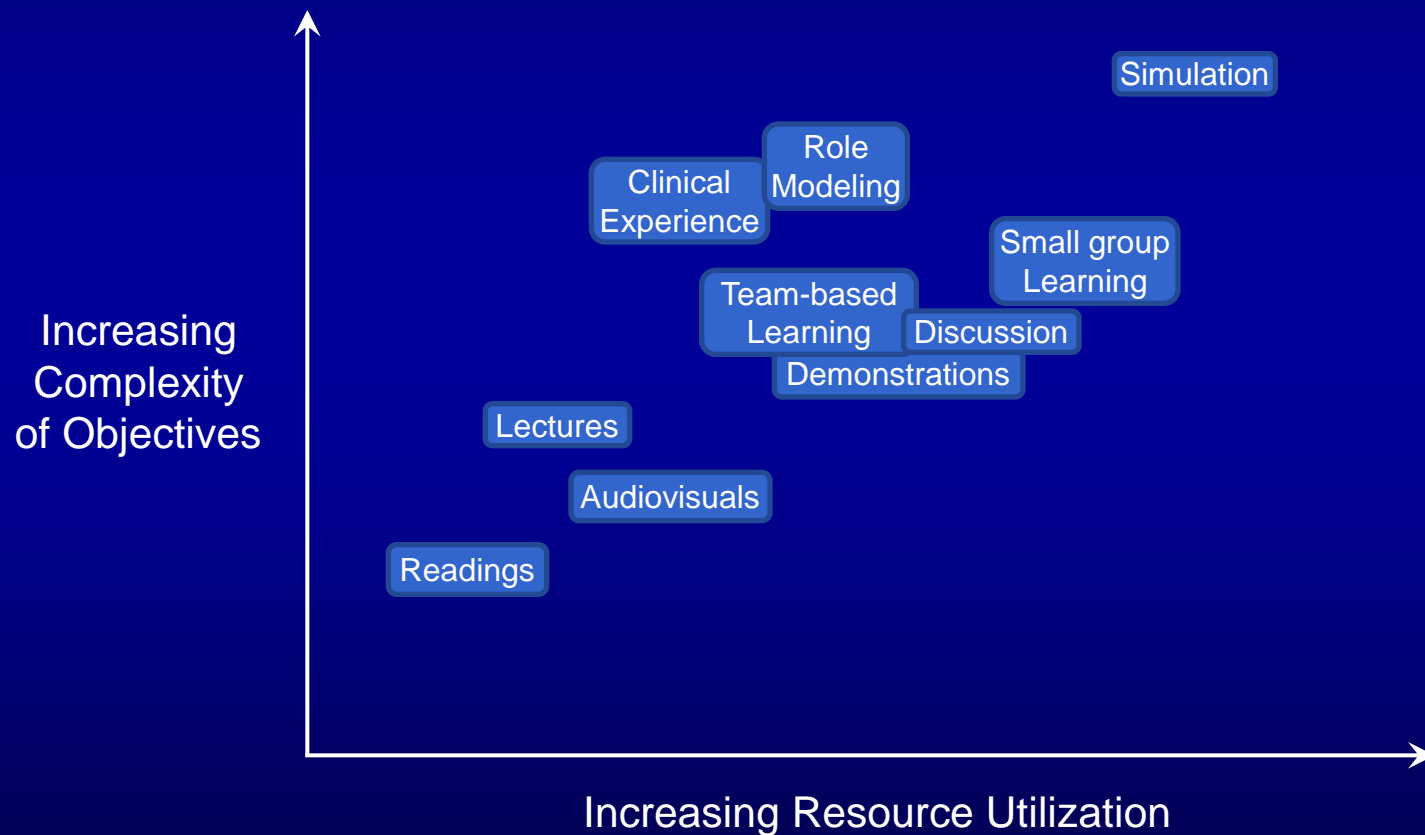 Simulation
Role
Modeling
Clinical
Experience
Small group
Learning
Team-based
Learning
Discussion
Demonstrations
Increasing
Complexity
of Objectives
Lectures
Audiovisuals
Readings
Increasing Resource Utilization